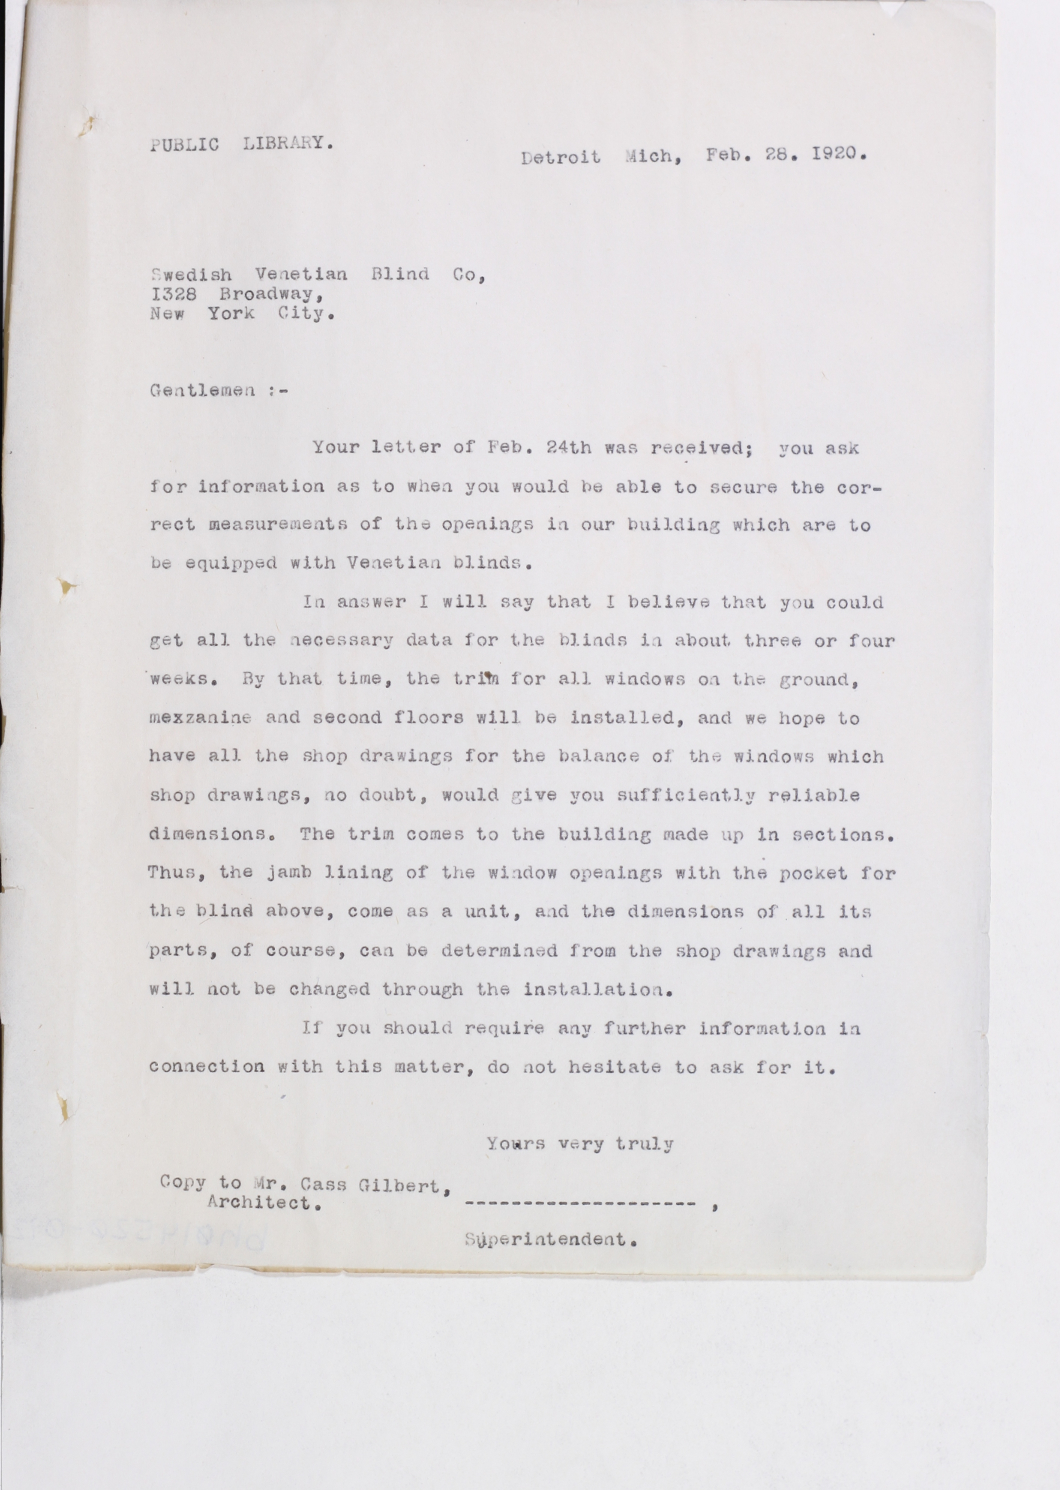 PUBLIC LIBRARY.
Detroit Mich, Feb. 28. I920.
Swedish Venetian Blind Co,
I328 Broadway,
New York City.
Gentlemen :-
Your letter of Feb. 24th was received; you ask
for information as to when you would be able to secure the cor-
rect measurements of the openings in our building which are to
be equipped with Venetian blinds.
In answer I will say that I believe that you could
get all the necessary data for the blinds in about three or four
weeks. By that time, the trim for all windows on the ground,
mexzanine and second floors will be installed, and we hope to
have all the shop drawings for the balance of the windows which
shop drawings, no doubt, would give you sufficiently reliable
dimensions. The trim comes to the building made up in sections.
Thus, the jamb lining of the window openings with the pocket for
the blind above, come as a unit, and the dimensions of all its
parts, of course, can be determined from the shop drawings and
will not be changed through the installation.
If you should require any further information in
connection with this matter, do not hesitate to ask for it.
Yours very truly
Copy to Mr. Cass Gilbert,
Architect.
-------------------- ,
Superintendent.